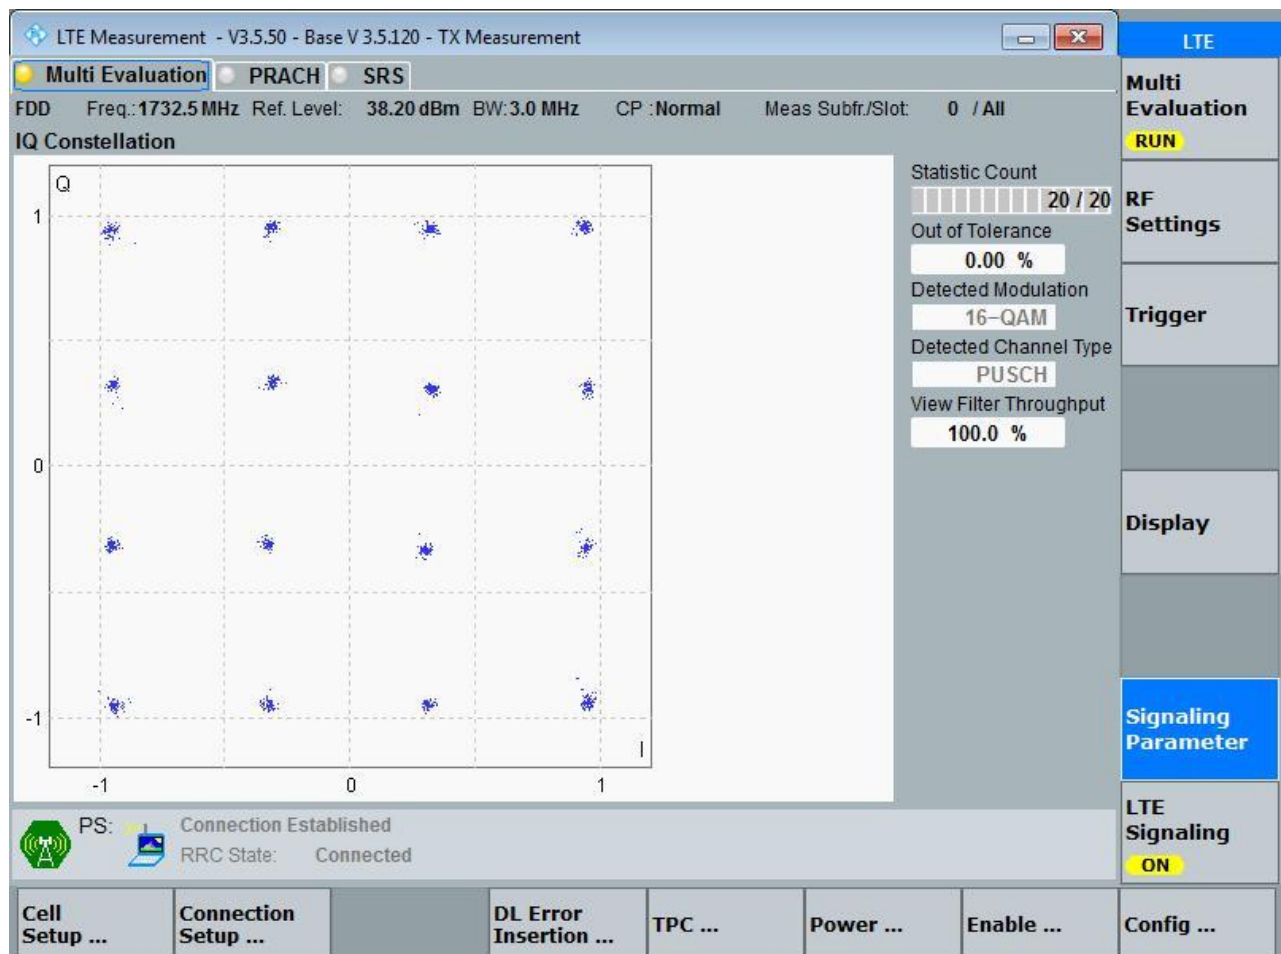 LTE Measurement - V3.5.50 - Base V 3.5.120 - TX Measurement
LTE
Multi Evaluation PRACH SRS
FDD Freq.: 1732.5 MHz Ref. Level: 38.20 dBm BW: 3.0 MHz CP : Normal Meas Subfr./Slot: 0 / All
IQ Constellation
Q
1
0
-1
I
-1 0 1
Statistic Count
20 / 20
Out of Tolerance
0.00 %
Detected Modulation
16-QAM
Detected Channel Type
PUSCH
View Filter Throughput
100.0 %
Multi
Evaluation
RUN
RF
Settings
Trigger
Display
Signaling
Parameter
LTE
Signaling
ON
PS: Connection Established
RRC State: Connected
Cell
Setup ...
Connection
Setup ...
DL Error
Insertion ...
TPC ...
Power ...
Enable ...
Config ...